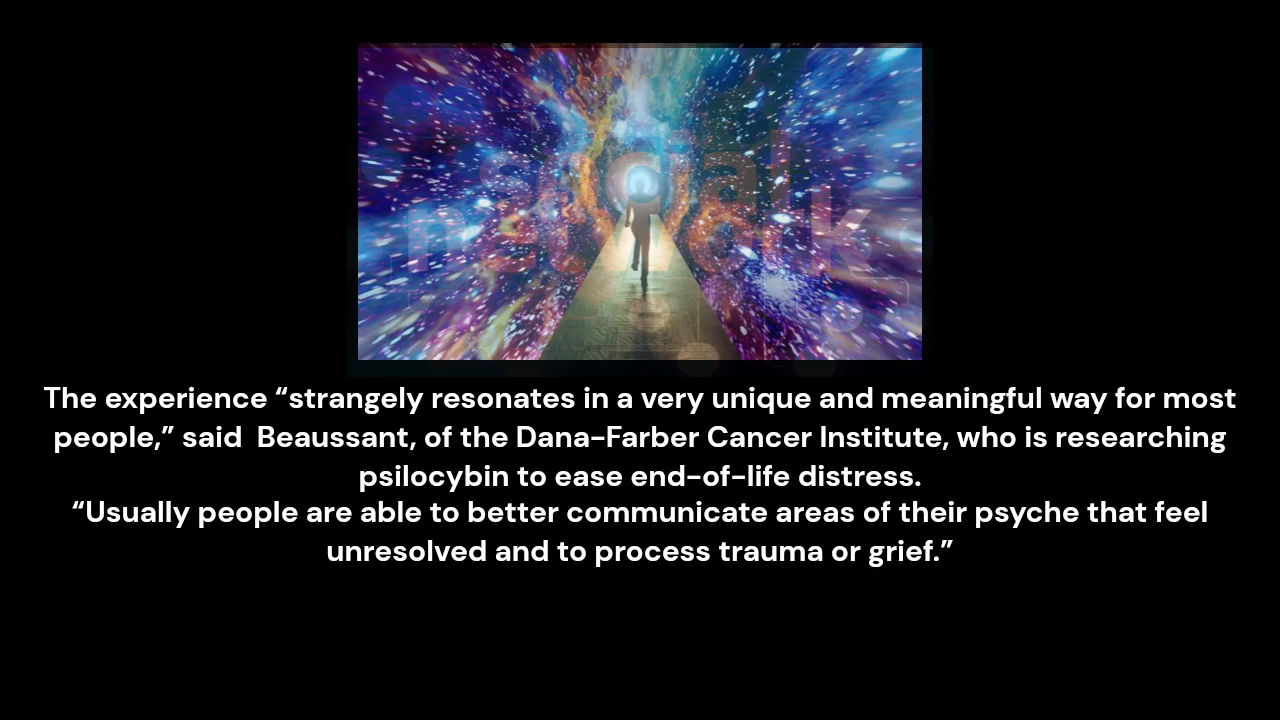 The experience “strangely resonates in a very unique and meaningful way for most
people,” said  Beaussant, of the Dana-Farber Cancer Institute, who is researching
psilocybin to ease end-of-life distress.
“Usually people are able to better communicate areas of their psyche that feel
unresolved and to process trauma or grief.”